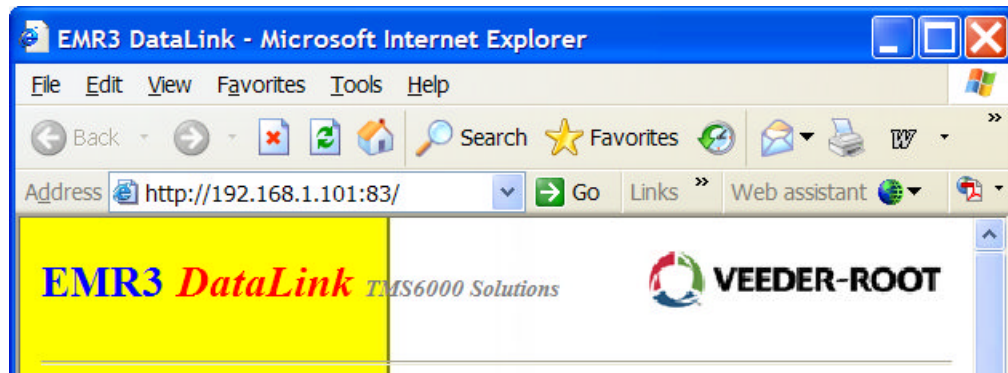 EMR3 DataLink - Microsoft Internet Explorer
File Edit View Favorites Tools Help
Back Search Favorites W »
Address http://192.168.1.101:83/ Go Links » Web assistant
EMR3 DataLink TMS6000 Solutions VEEDER-ROOT